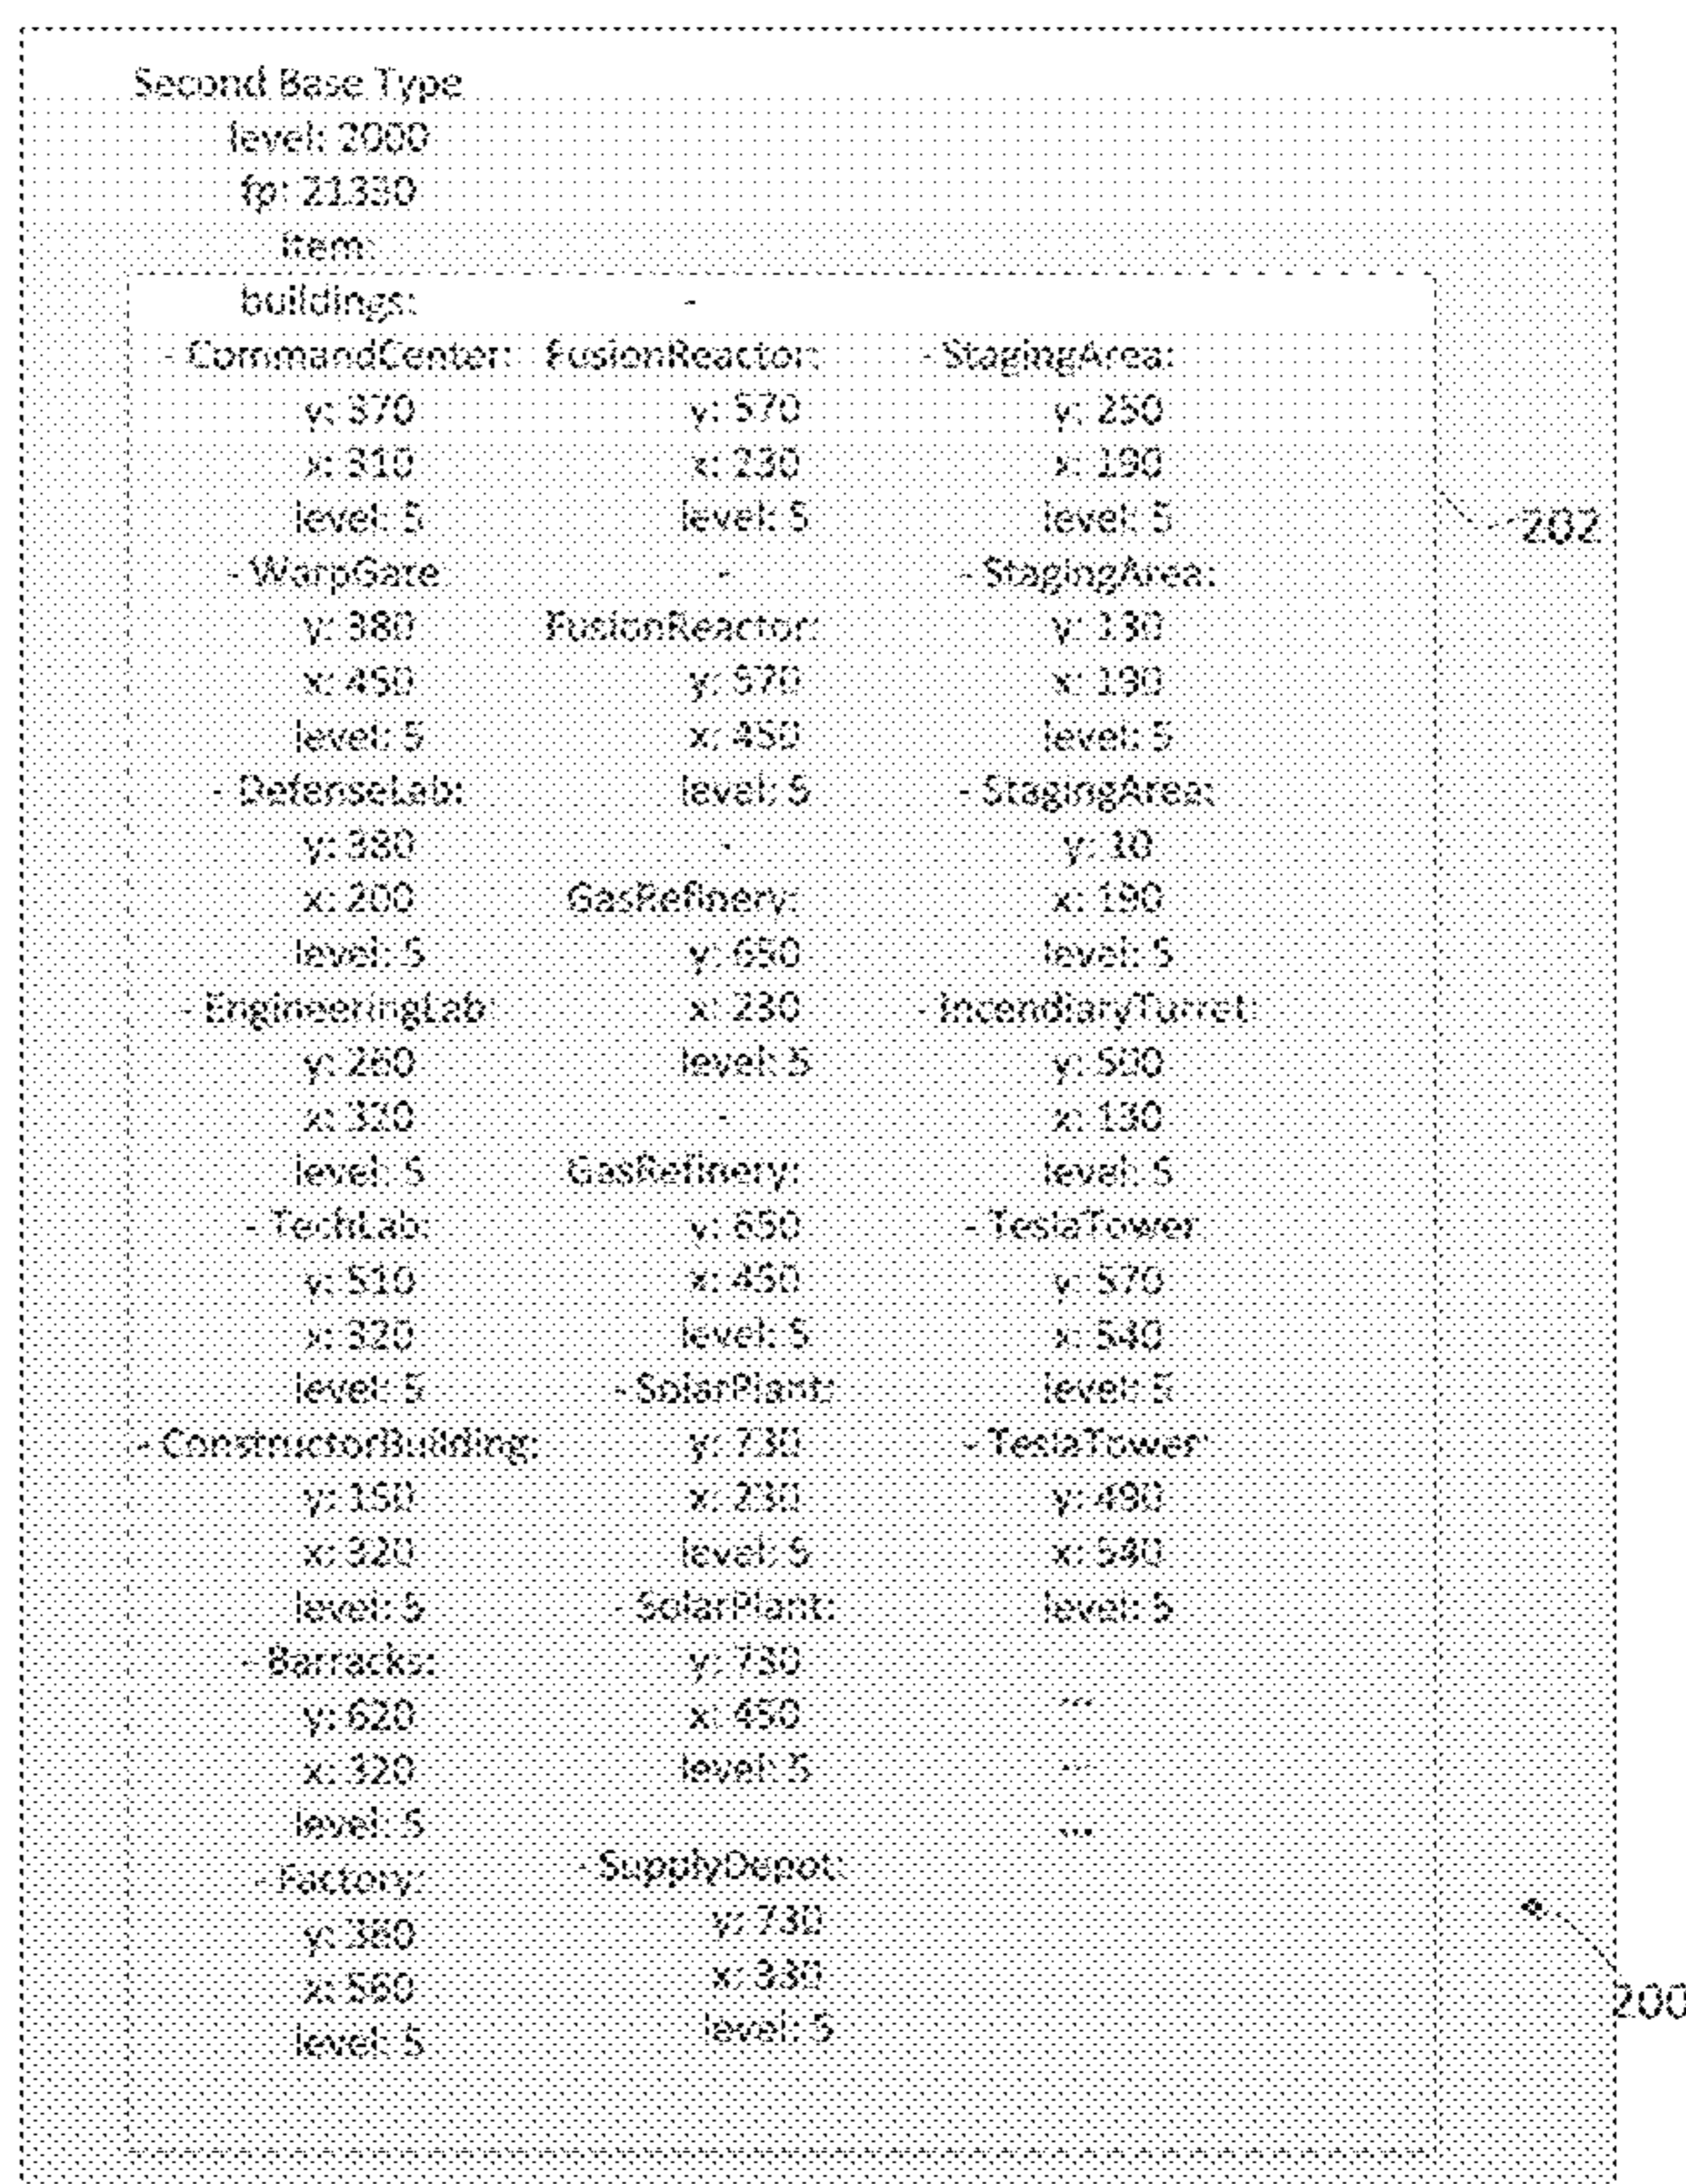 Second Base Type
level: 2000
fp: 21330
item:
buildings:
- CommandCenter:
y: 370
x: 310
level: 5
- WarpGate
y: 380
x: 450
level: 5
- DefenseLab:
y: 380
x: 200
level: 5
- EngineeringLab:
y: 260
x: 320
level: 5
- TechLab:
y: 510
x: 320
level: 5
- ConstructorBuilding:
y: 150
x: 320
level: 5
- Barracks:
y: 620
x: 320
level: 5
- Factory:
y: 380
x: 560
level: 5
-
FusionReactor:
y: 570
x: 230
level: 5
-
FusionReactor:
y: 570
x: 450
level: 5
-
GasRefinery:
y: 650
x: 230
level: 5
-
GasRefinery:
y: 650
x: 450
level: 5
- SolarPlant:
y: 730
x: 230
level: 5
- SolarPlant:
y: 730
x: 450
level: 5
- SupplyDepot:
y: 730
x: 330
level: 5
- StagingArea:
y: 250
x: 190
level: 5
- StagingArea:
y: 130
x: 190
level: 5
- StagingArea:
y: 10
x: 190
level: 5
- IncendiaryTurret:
y: 500
x: 130
level: 5
- TeslaTower
y: 570
x: 540
level: 5
- TeslaTower:
y: 490
x: 540
level: 5
...
...
...
202
200